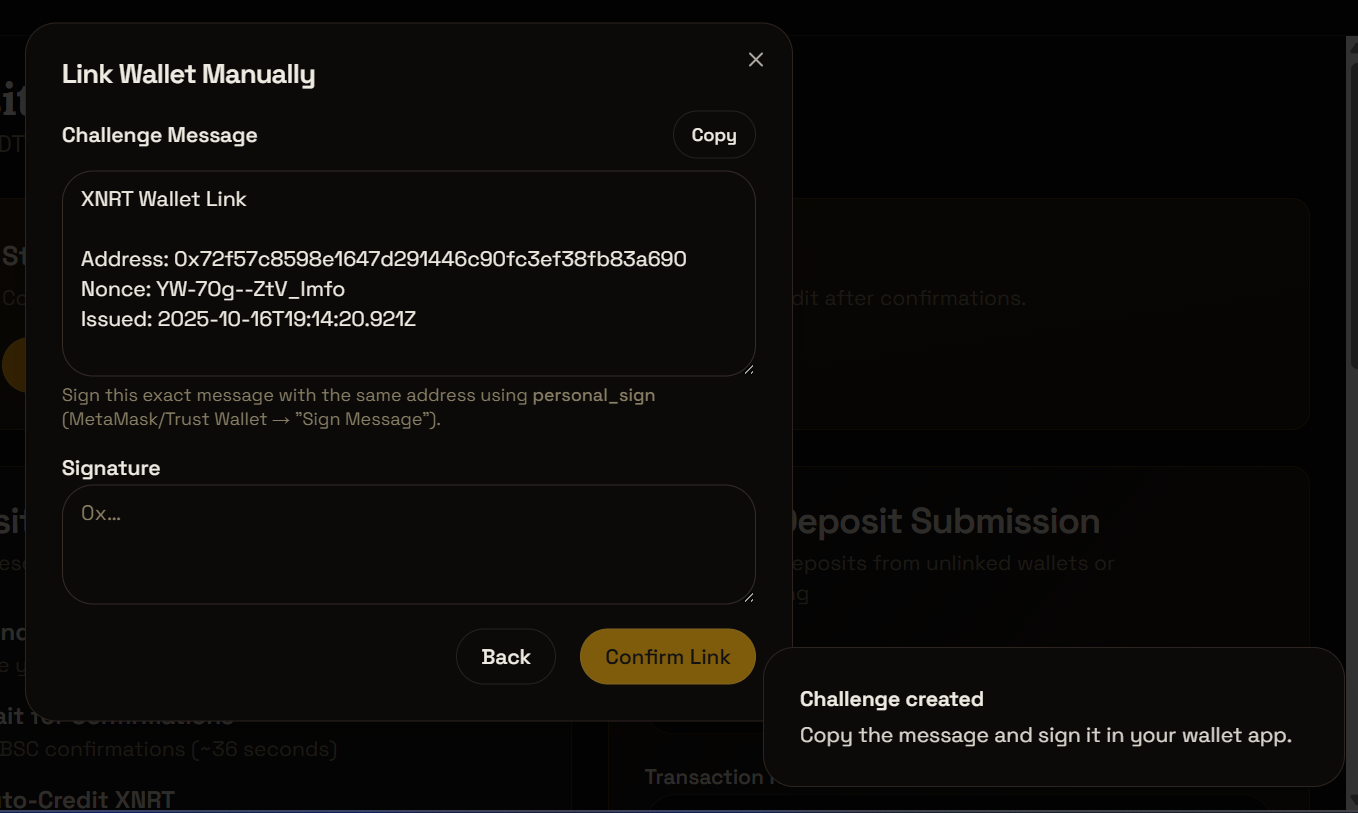 Link Wallet Manually
Challenge Message
Copy
XNRT Wallet Link
Address: 0x72f57c8598e1647d291446c90fc3ef38fb83a690
Nonce: YW-7Og--ZtV_Imfo
Issued: 2025-10-16T19:14:20.921Z
Sign this exact message with the same address using personal_sign
(MetaMask/Trust Wallet → "Sign Message").
Signature
0x...
Back
Confirm Link
dit after confirmations.
Deposit Submission
eposits from unlinked wallets or
Challenge created
Copy the message and sign it in your wallet app.
BSC confirmations (~36 seconds)
to-Credit XNRT
Transaction